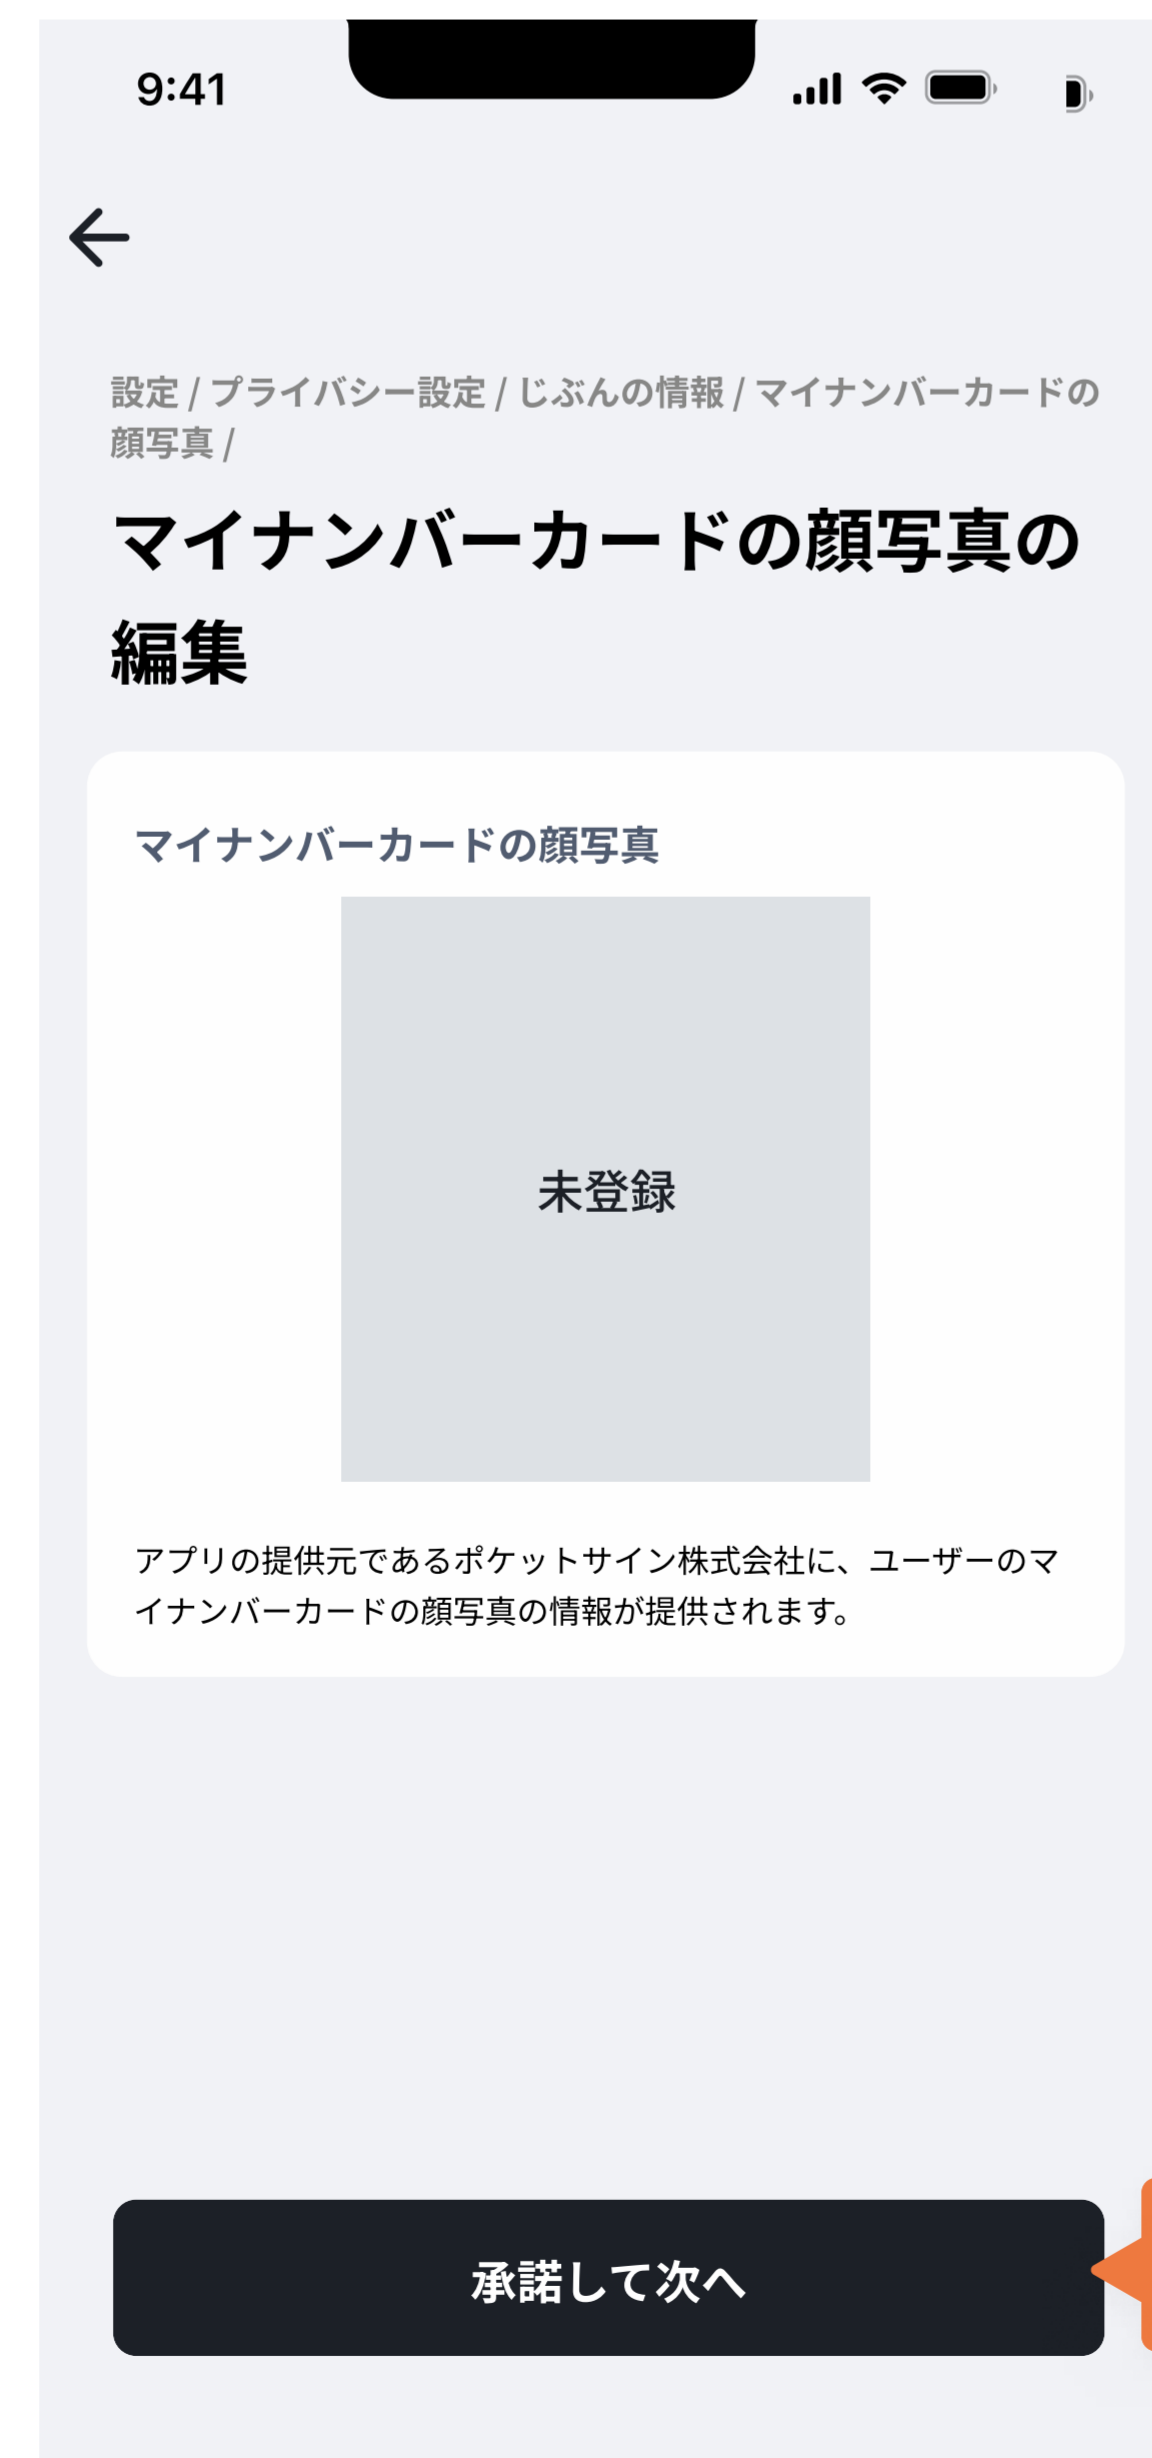 9:41
設定 / プライバシー設定 / じぶんの情報 / マイナンバーカードの
顔写真 /
マイナンバーカードの顔写真の
編集
マイナンバーカードの顔写真
未登録
アプリの提供元であるポケットサイン株式会社に、ユーザーのマ
イナンバーカードの顔写真の情報が提供されます。
承諾して次へ